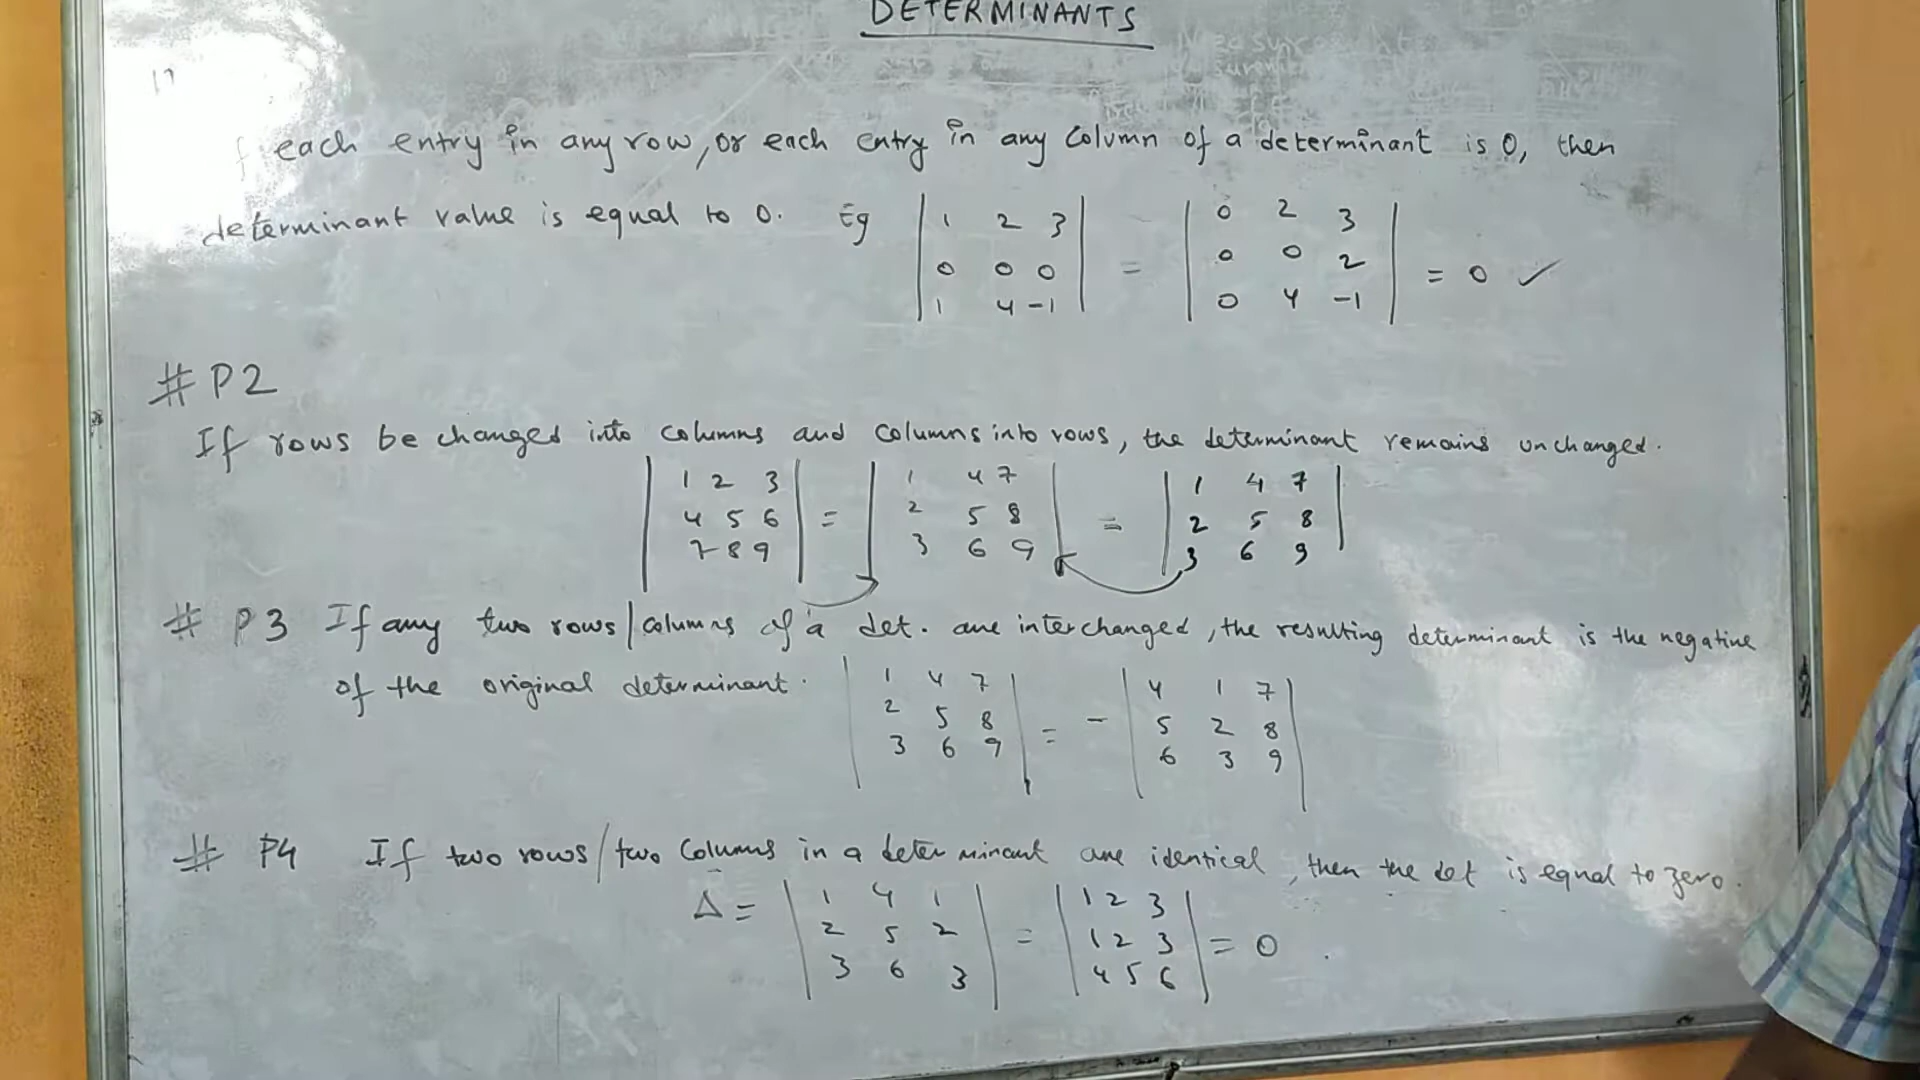 DETERMINANTS
f each entry in any row, or each entry in any column of a determinant is 0, then
determinant value is equal to 0. Eg | 1 2 3 | = | 0 2 3 | = 0 ✓
| 0 0 0 | | 0 0 2 |
| 1 4 -1 | | 0 4 -1 |
# P2
If rows be changed into columns and columns into rows, the determinant remains unchanged.
| 1 2 3 | = | 1 4 7 | = | 1 4 7 |
| 4 5 6 | | 2 5 8 | | 2 5 8 |
| 7 8 9 | | 3 6 9 | | 3 6 9 |
# P3 If any two rows/columns of a det. are interchanged, the resulting determinant is the negative
of the original determinant. | 1 4 7 | = - | 4 1 7 |
| 2 5 8 | | 5 2 8 |
| 3 6 9 | | 6 3 9 |
# P4 If two rows/two columns in a determinant are identical, then the det is equal to zero.
Δ = | 1 4 1 | = | 1 2 3 | = 0
| 2 5 2 | | 1 2 3 |
| 3 6 3 | | 4 5 6 |